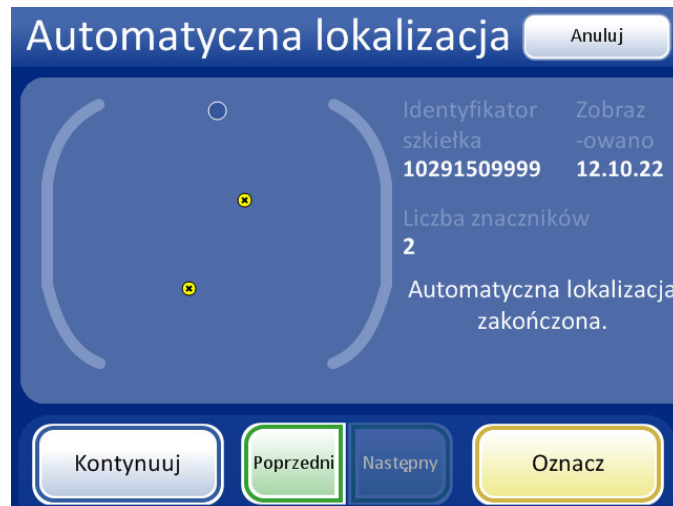 Automatyczna lokalizacja
Anuluj
Identyfikator
szkiełka
10291509999
Zobraz
-owano
12.10.22
Liczba znaczników
2
Automatyczna lokalizacja
zakończona.
Kontynuuj
Poprzedni
Następny
Oznacz